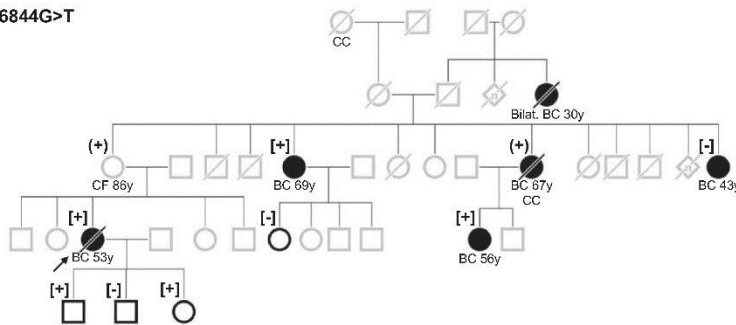 6844G>T
CC
n
Bilat. BC 30y
(+) [+] (+) [-]
n
CF 86y BC 69y BC 67y BC 43y
CC
[+] [-] [+]
BC 53y BC 56y
[+] [-] [+]